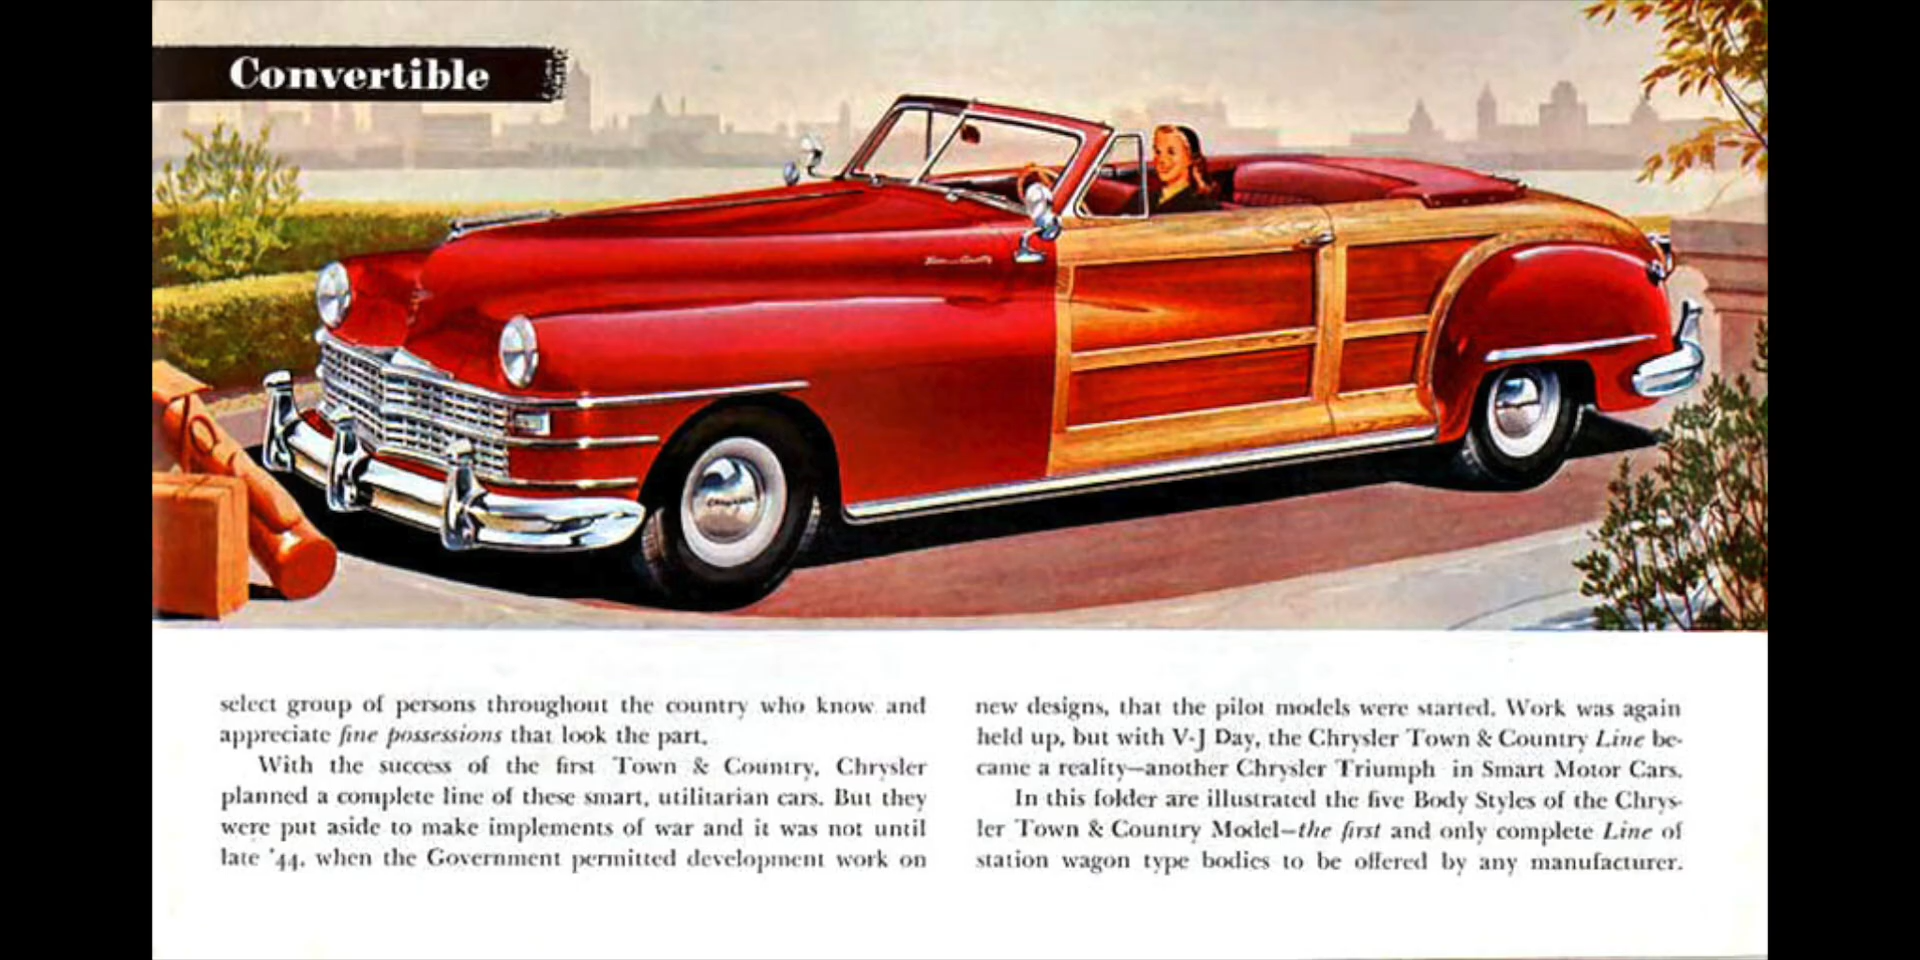 Convertible
Town and Country
Chrysler
select group of persons throughout the country who know and
appreciate fine possessions that look the part.
With the success of the first Town & Country, Chrysler
planned a complete line of these smart, utilitarian cars. But they
were put aside to make implements of war and it was not until
late '44, when the Government permitted development work on
new designs, that the pilot models were started. Work was again
held up, but with V-J Day, the Chrysler Town & Country Line be-
came a reality—another Chrysler Triumph in Smart Motor Cars.
In this folder are illustrated the five Body Styles of the Chrys-
ler Town & Country Model—the first and only complete Line of
station wagon type bodies to be offered by any manufacturer.